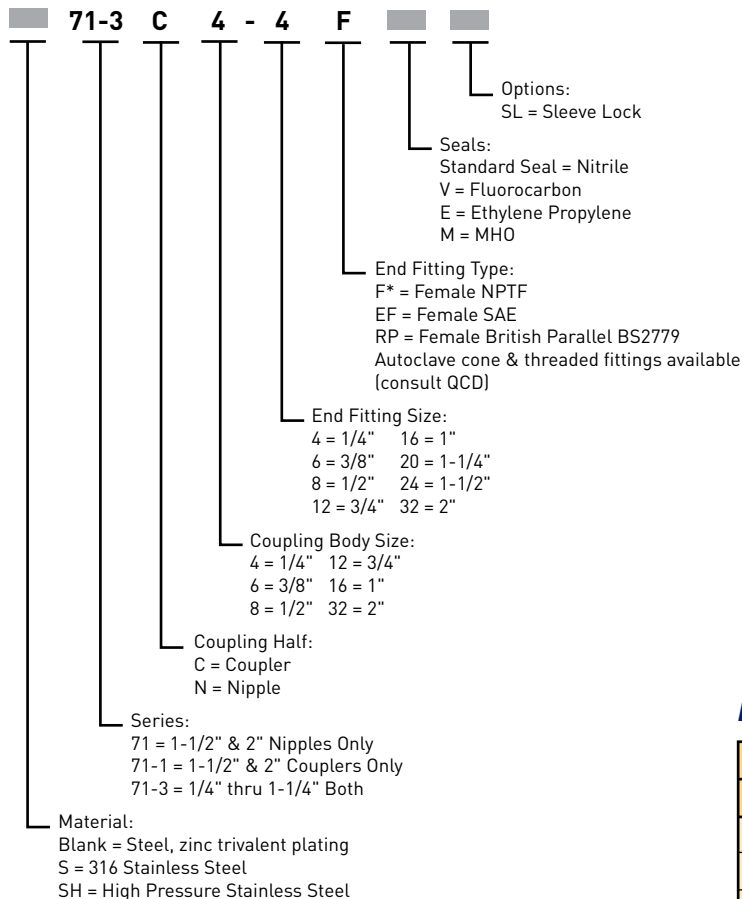 71-3 C 4 - 4 F
Options:
SL = Sleeve Lock
Seals:
Standard Seal = Nitrile
V = Fluorocarbon
E = Ethylene Propylene
M = MHO
End Fitting Type:
F* = Female NPTF
EF = Female SAE
RP = Female British Parallel BS2779
Autoclave cone & threaded fittings available
(consult QCD)
End Fitting Size:
4 = 1/4" 16 = 1"
6 = 3/8" 20 = 1-1/4"
8 = 1/2" 24 = 1-1/2"
12 = 3/4" 32 = 2"
Coupling Body Size:
4 = 1/4" 12 = 3/4"
6 = 3/8" 16 = 1"
8 = 1/2" 32 = 2"
Coupling Half:
C = Coupler
N = Nipple
Series:
71 = 1-1/2" & 2" Nipples Only
71-1 = 1-1/2" & 2" Couplers Only
71-3 = 1/4" thru 1-1/4" Both
Material:
Blank = Steel, zinc trivalent plating
S = 316 Stainless Steel
SH = High Pressure Stainless Steel